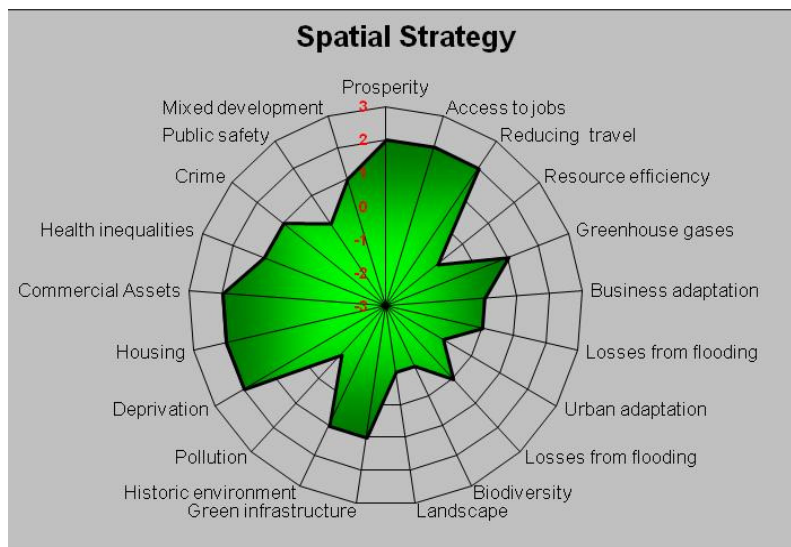 Spatial Strategy
Prosperity
Mixed development
3
Access to jobs
Public safety
2
Reducing travel
Crime
1
Resource efficiency
0
Health inequalities
-1
Greenhouse gases
-2
Commercial Assets
-3
Business adaptation
Housing
Losses from flooding
Deprivation
Urban adaptation
Pollution
Losses from flooding
Historic environment
Biodiversity
Green infrastructure
Landscape